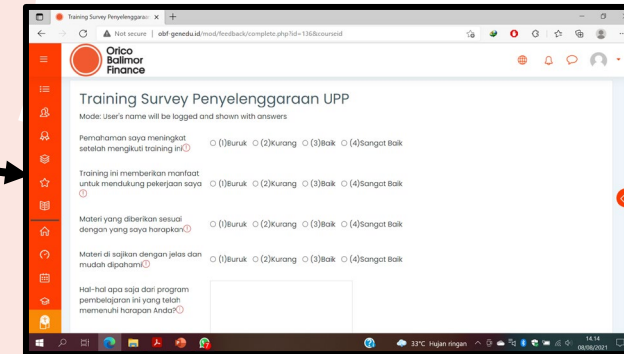 Training Survey Penyelenggaraan
Not secure | obf-genedu.id/mod/feedback/complete.php?id=136&courseid
Orico
Balimor
Finance
Training Survey Penyelenggaraan UPP
Mode: User's name will be logged and shown with answers
Pemahaman saya meningkat
setelah mengikuti training ini
(1)Buruk (2)Kurang (3)Baik (4)Sangat Baik
Training ini memberikan manfaat
untuk mendukung pekerjaan saya
(1)Buruk (2)Kurang (3)Baik (4)Sangat Baik
Materi yang diberikan sesuai
dengan yang saya harapkan
(1)Buruk (2)Kurang (3)Baik (4)Sangat Baik
Materi di sajikan dengan jelas dan
mudah dipahami
(1)Buruk (2)Kurang (3)Baik (4)Sangat Baik
Hal-hal apa saja dari program
pembelajaran ini yang telah
memenuhi harapan Anda?
33°C Hujan ringan
14.14
08/08/2021